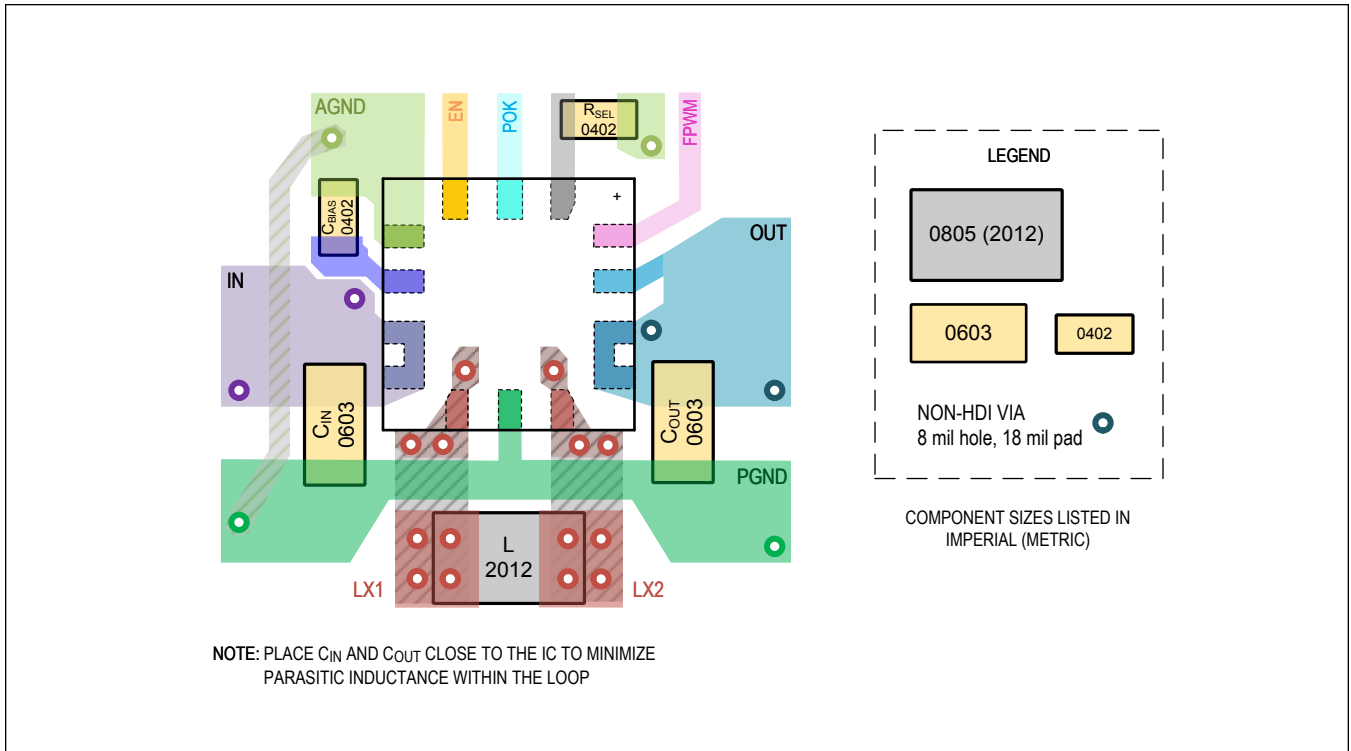 AGND
EN
POK
RSEL
0402
FPWM
CBIAS
0402
+
IN
OUT
CIN
0603
COUT
0603
PGND
L
2012
LX1
LX2
NOTE: PLACE CIN AND COUT CLOSE TO THE IC TO MINIMIZE
PARASITIC INDUCTANCE WITHIN THE LOOP
LEGEND
0805 (2012)
0603
0402
NON-HDI VIA
8 mil hole, 18 mil pad
COMPONENT SIZES LISTED IN
IMPERIAL (METRIC)